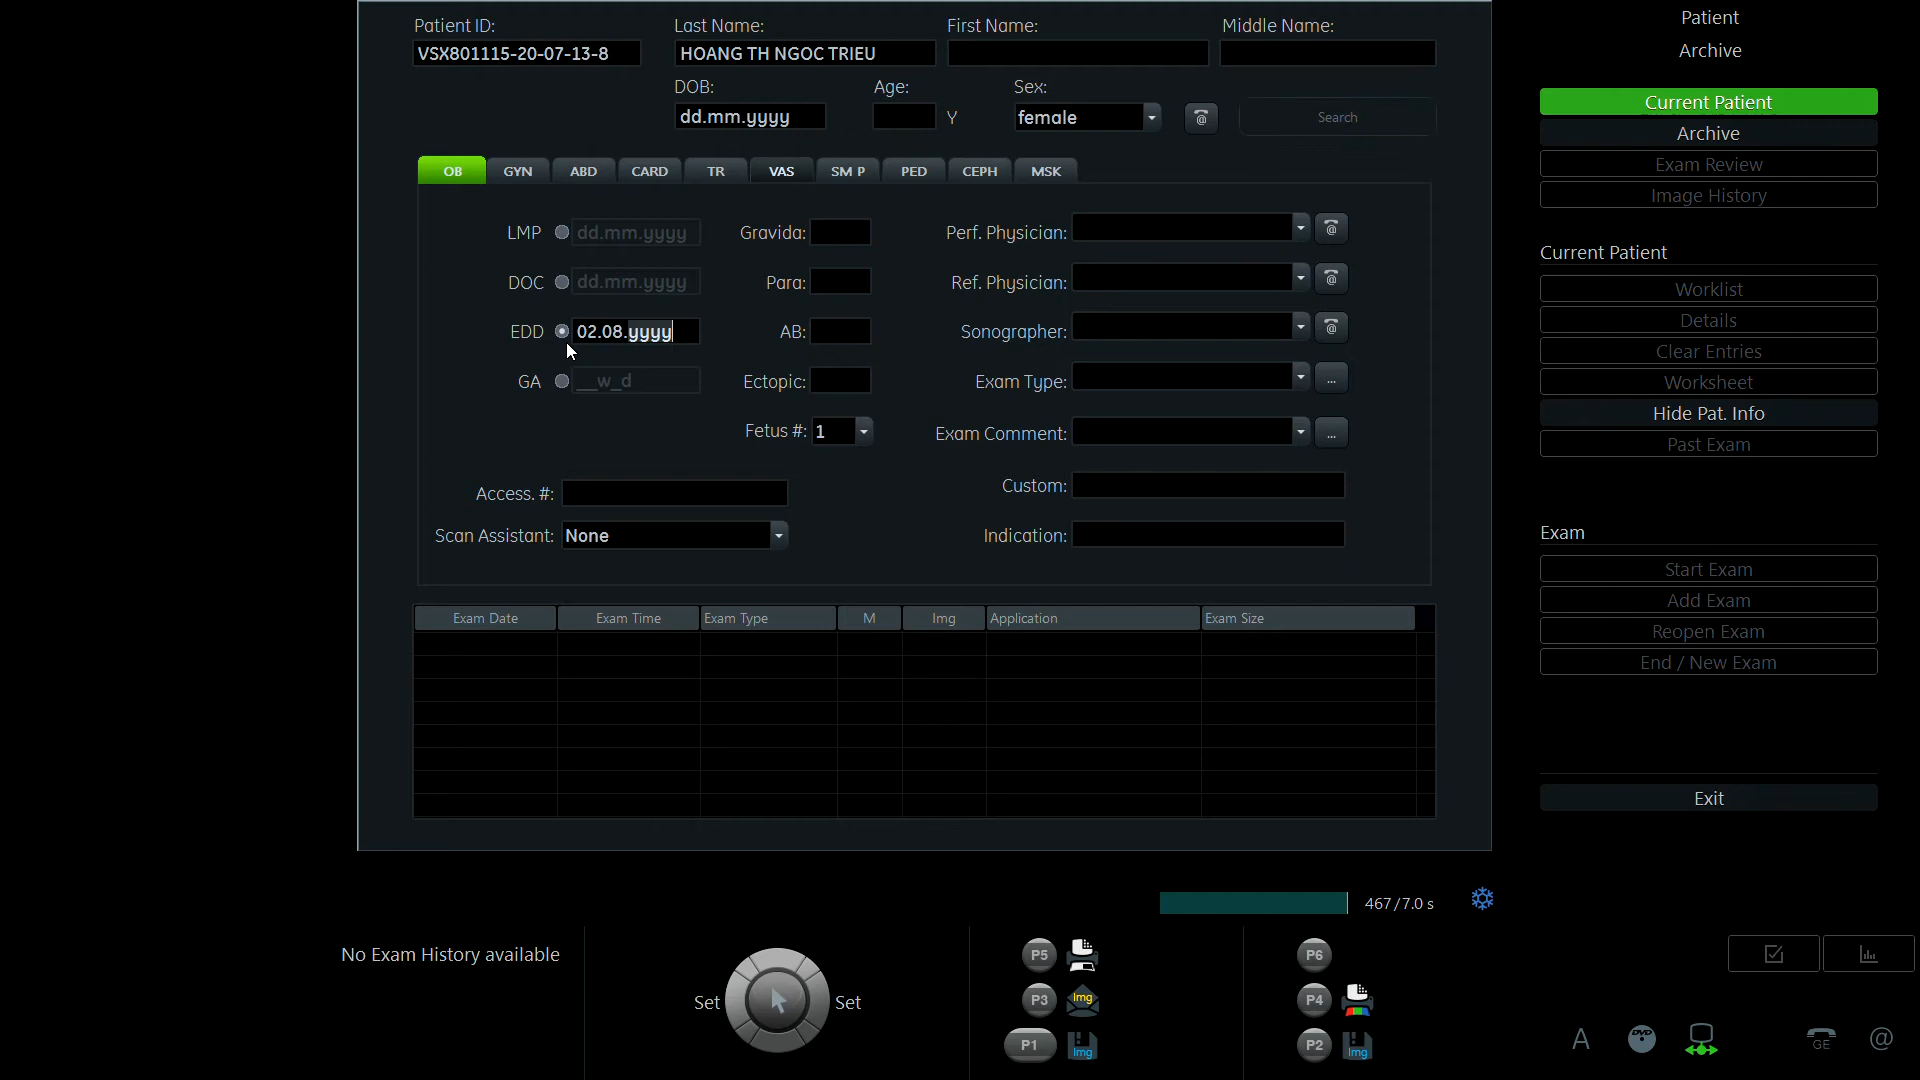 Patient ID: Last Name: First Name: Middle Name:
VSX801115-20-07-13-8 HOANG TH NGOC TRIEU
DOB: Age: Sex:
dd.mm.yyyy Y female @ Search
OB GYN ABD CARD TR VAS SM P PED CEPH MSK
LMP dd.mm.yyyy Gravida: Perf. Physician: @
DOC dd.mm.yyyy Para: Ref. Physician: @
EDD 02.08.yyyy AB: Sonographer: @
GA __w_d Ectopic: Exam Type: ...
Fetus #: 1 Exam Comment: ...
Access. #: Custom:
Scan Assistant: None Indication:
Exam Date Exam Time Exam Type M Img Application Exam Size
Patient
Archive
Current Patient
Archive
Exam Review
Image History
Current Patient
Worklist
Details
Clear Entries
Worksheet
Hide Pat. Info
Past Exam
Exam
Start Exam
Add Exam
Reopen Exam
End / New Exam
Exit
467/7.0 s
No Exam History available
Set Set
P5 P6
P3 Img P4
P1 Img P2 Img
A DVD GE @